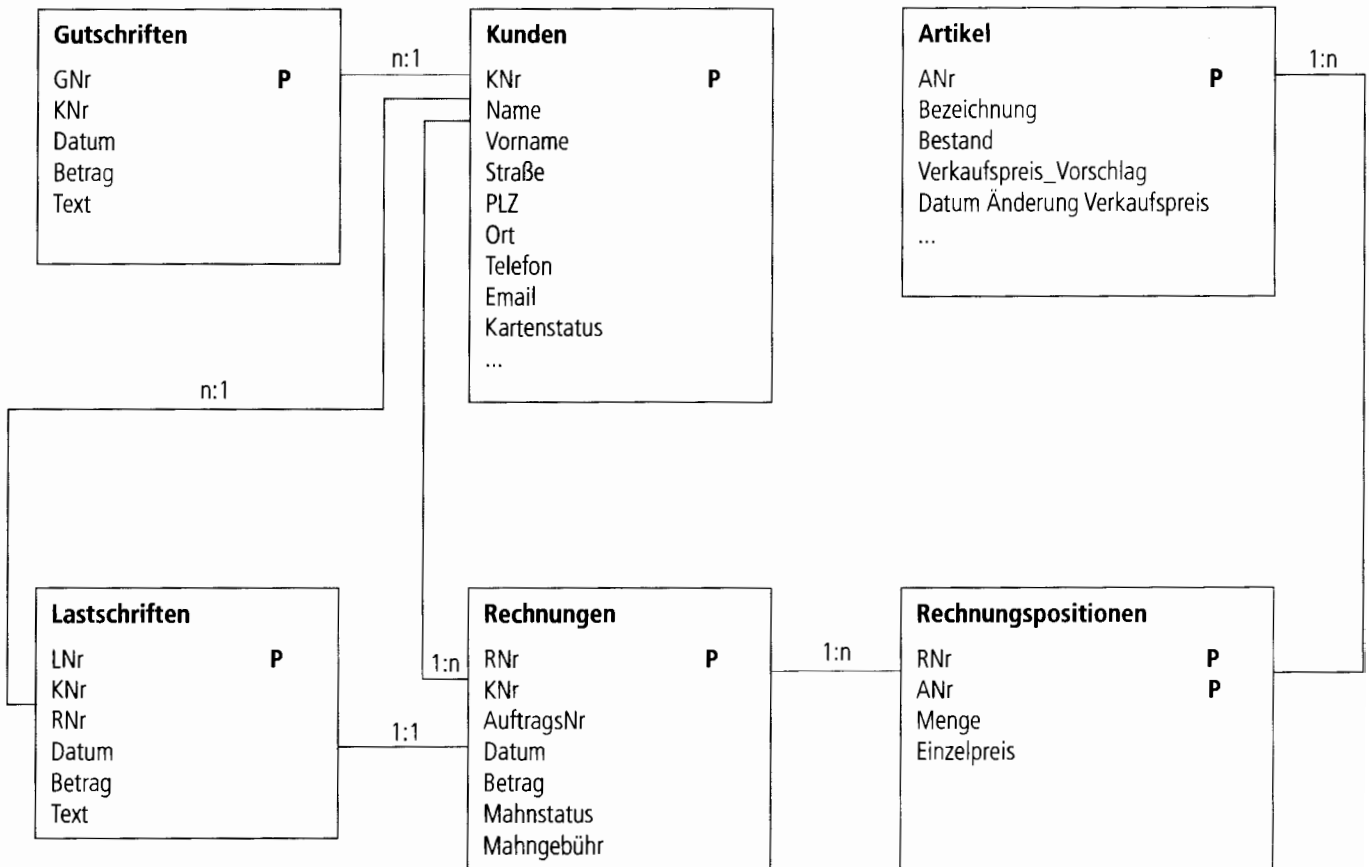 Gutschriften
GNr P
KNr
Datum
Betrag
Text
n:1
Kunden
KNr P
Name
Vorname
Straße
PLZ
Ort
Telefon
Email
Kartenstatus
...
Artikel
ANr P
Bezeichnung
Bestand
Verkaufspreis_Vorschlag
Datum Änderung Verkaufspreis
...
1:n
n:1
Lastschriften
LNr P
KNr
RNr
Datum
Betrag
Text
1:n
1:1
Rechnungen
RNr P
KNr
AuftragsNr
Datum
Betrag
Mahnstatus
Mahngebühr
1:n
Rechnungspositionen
RNr P
ANr P
Menge
Einzelpreis